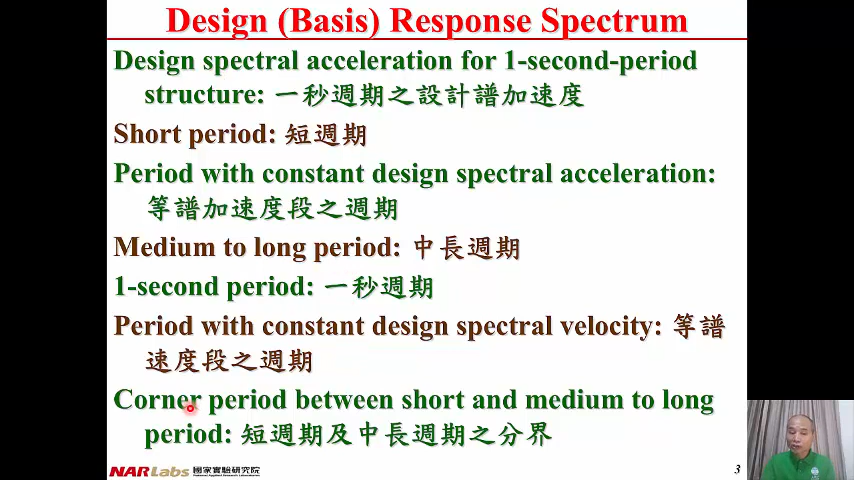 Design (Basis) Response Spectrum
Design spectral acceleration for 1-second-period
structure: 一秒週期之設計譜加速度
Short period: 短週期
Period with constant design spectral acceleration:
等譜加速度段之週期
Medium to long period: 中長週期
1-second period: 一秒週期
Period with constant design spectral velocity: 等譜
速度段之週期
Corner period between short and medium to long
period: 短週期及中長週期之分界
NARLabs 國家實驗研究院
National Applied Research Laboratories
3